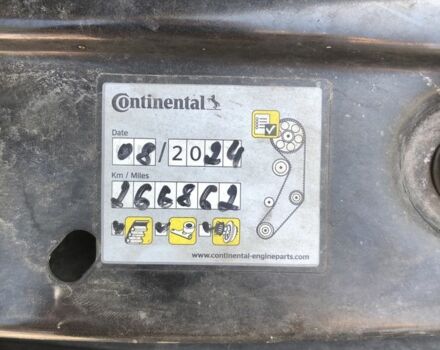 Continental
Date
08/2024
Km / Miles
166862
www.continental-engineparts.com